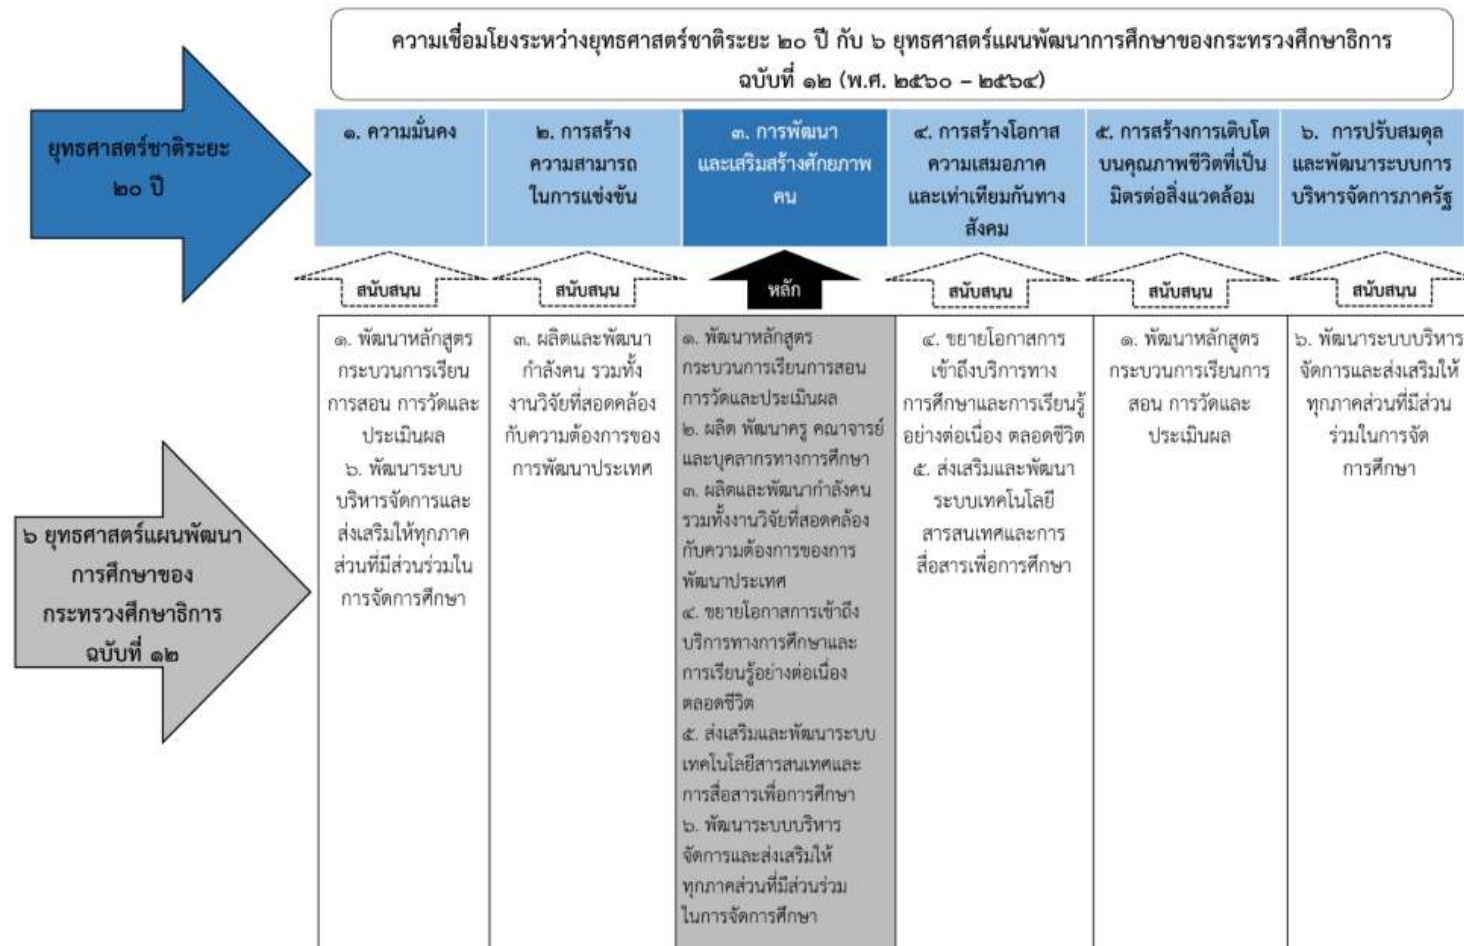 ความเชื่อมโยงระหว่างยุทธศาสตร์ชาติระยะ ๒๐ ปี กับ ๖ ยุทธศาสตร์แผนพัฒนาการศึกษาของกระทรวงศึกษาธิการ
ฉบับที่ ๑๒ (พ.ศ. ๒๕๖๐ – ๒๕๖๔)
ยุทธศาสตร์ชาติระยะ
๒๐ ปี
๑. ความมั่นคง
๒. การสร้าง
ความสามารถ
ในการแข่งขัน
๓. การพัฒนา
และเสริมสร้างศักยภาพ
คน
๔. การสร้างโอกาส
ความเสมอภาค
และเท่าเทียมกันทาง
สังคม
๕. การสร้างการเติบโต
บนคุณภาพชีวิตที่เป็น
มิตรต่อสิ่งแวดล้อม
๖. การปรับสมดุล
และพัฒนาระบบการ
บริหารจัดการภาครัฐ
สนับสนุน
สนับสนุน
หลัก
สนับสนุน
สนับสนุน
สนับสนุน
๖ ยุทธศาสตร์แผนพัฒนา
การศึกษาของ
กระทรวงศึกษาธิการ
ฉบับที่ ๑๒
๑. พัฒนาหลักสูตร
กระบวนการเรียน
การสอน การวัดและ
ประเมินผล
๖. พัฒนาระบบ
บริหารจัดการและ
ส่งเสริมให้ทุกภาค
ส่วนที่มีส่วนร่วมใน
การจัดการศึกษา
๓. ผลิตและพัฒนา
กำลังคน รวมทั้ง
งานวิจัยที่สอดคล้อง
กับความต้องการของ
การพัฒนาประเทศ
๑. พัฒนาหลักสูตร
กระบวนการเรียนการสอน
การวัดและประเมินผล
๒. ผลิต พัฒนาครู คณาจารย์
และบุคลากรทางการศึกษา
๓. ผลิตและพัฒนากำลังคน
รวมทั้งงานวิจัยที่สอดคล้อง
กับความต้องการของการ
พัฒนาประเทศ
๔. ขยายโอกาสการเข้าถึง
บริการทางการศึกษาและ
การเรียนรู้อย่างต่อเนื่อง
ตลอดชีวิต
๕. ส่งเสริมและพัฒนาระบบ
เทคโนโลยีสารสนเทศและ
การสื่อสารเพื่อการศึกษา
๖. พัฒนาระบบบริหาร
จัดการและส่งเสริมให้
ทุกภาคส่วนที่มีส่วนร่วม
ในการจัดการศึกษา
๔. ขยายโอกาสการ
เข้าถึงบริการทาง
การศึกษาและการเรียนรู้
อย่างต่อเนื่อง ตลอดชีวิต
๕. ส่งเสริมและพัฒนา
ระบบเทคโนโลยี
สารสนเทศและการ
สื่อสารเพื่อการศึกษา
๑. พัฒนาหลักสูตร
กระบวนการเรียนการ
สอน การวัดและ
ประเมินผล
๖. พัฒนาระบบบริหาร
จัดการและส่งเสริมให้
ทุกภาคส่วนที่มีส่วน
ร่วมในการจัด
การศึกษา